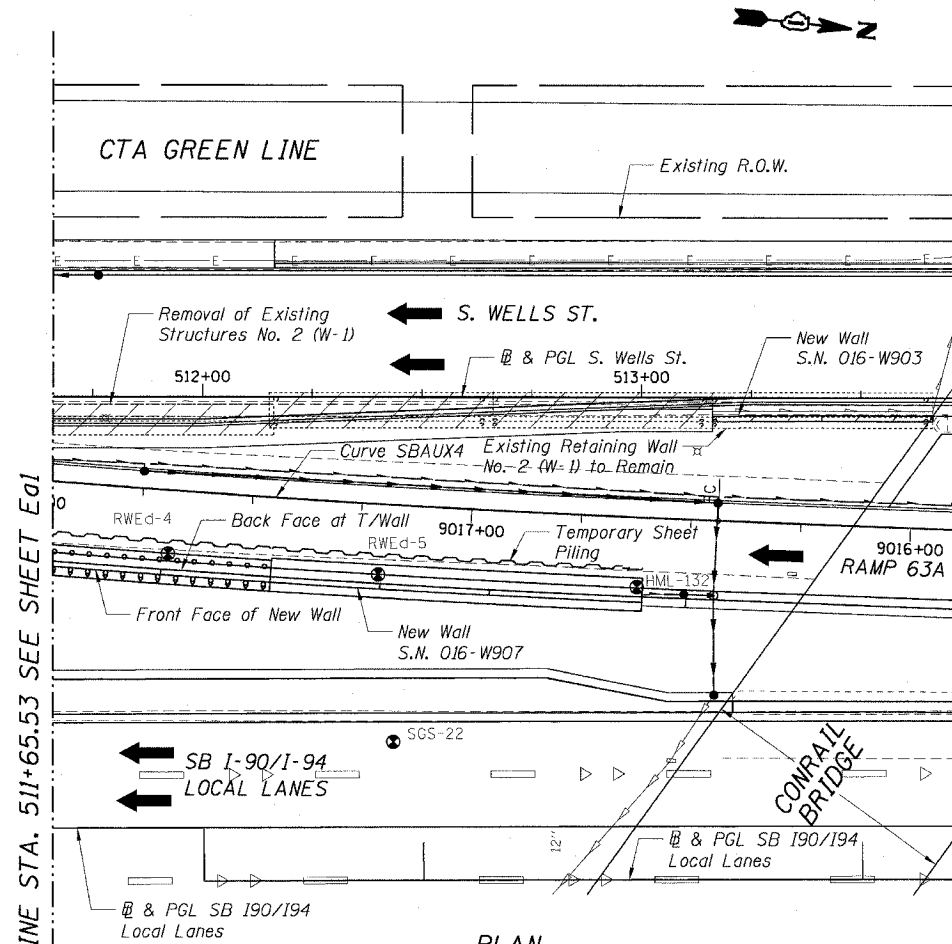 N
CTA GREEN LINE
Existing R.O.W.
E E E E E E E E E E E
Removal of Existing
Structures No. 2 (W-1)
S. WELLS ST.
& PGL S. Wells St.
New Wall
S.N. 016-W903
512+00
513+00
Curve SBAUX4
Existing Retaining Wall
No. 2 (W-1) to Remain
RWEd-4
Back Face at T/Wall
RWEd-5
9017+00
Temporary Sheet
Piling
9016+00
RAMP 63A
HML-132
Front Face of New Wall
New Wall
S.N. 016-W907
SGS-22
SB I-90/I-94
LOCAL LANES
CONRAIL
BRIDGE
12"
& PGL SB I90/I94
Local Lanes
& PGL SB I90/I94
Local Lanes
INE STA. 511+65.53 SEE SHEET Ea1
PLAN